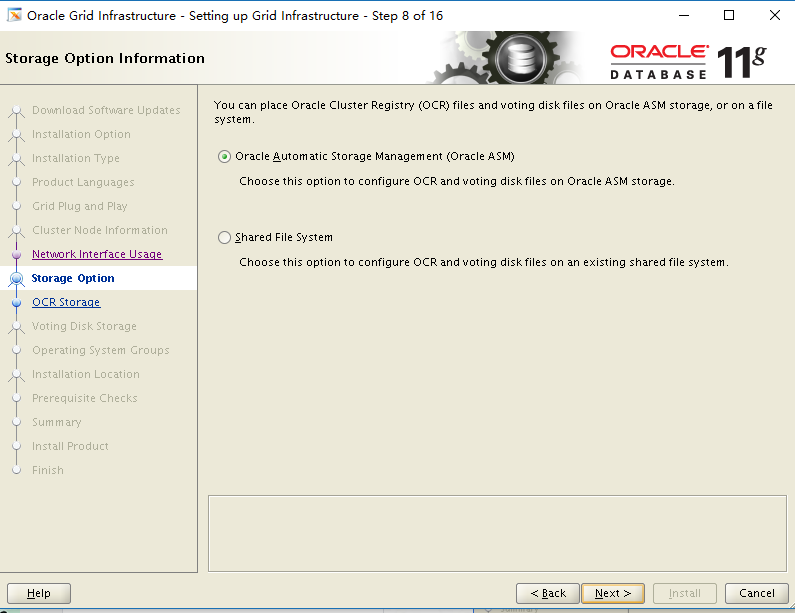 Oracle Grid Infrastructure - Setting up Grid Infrastructure - Step 8 of 16
Storage Option Information
ORACLE
DATABASE 11g
Download Software Updates
Installation Option
Installation Type
Product Languages
Grid Plug and Play
Cluster Node Information
Network Interface Usage
Storage Option
OCR Storage
Voting Disk Storage
Operating System Groups
Installation Location
Prerequisite Checks
Summary
Install Product
Finish
You can place Oracle Cluster Registry (OCR) files and voting disk files on Oracle ASM storage, or on a file
system.
Oracle Automatic Storage Management (Oracle ASM)
Choose this option to configure OCR and voting disk files on Oracle ASM storage.
Shared File System
Choose this option to configure OCR and voting disk files on an existing shared file system.
Help
< Back
Next >
Install
Cancel